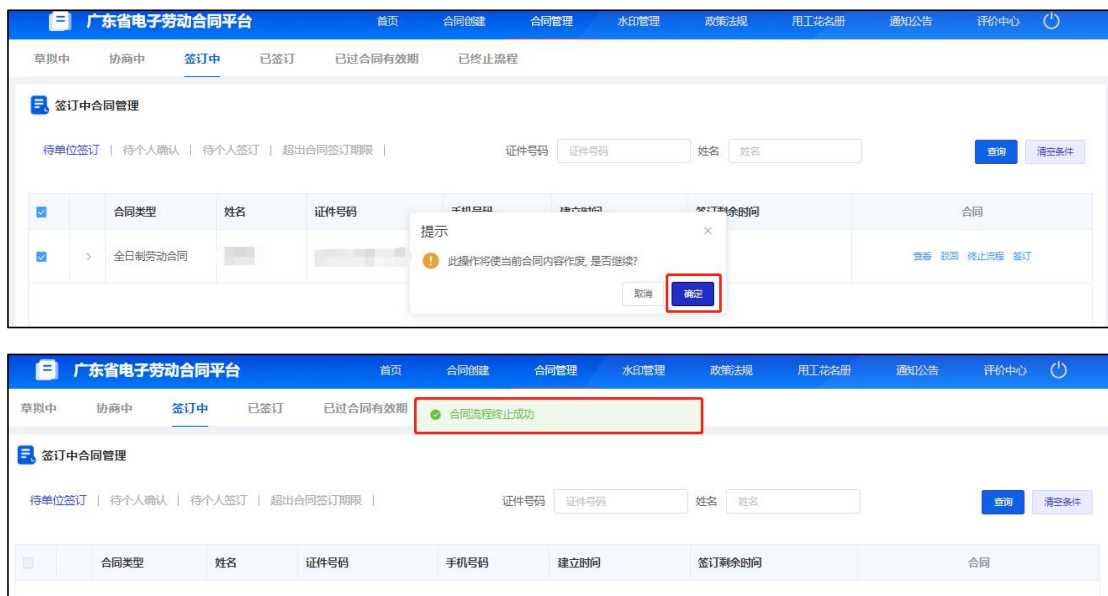 广东省电子劳动合同平台 首页 合同创建 合同管理 水印管理 政策法规 用工花名册 通知公告 评价中心
草拟中 协商中 签订中 已签订 已过合同有效期 已终止流程
签订中合同管理
待单位签订 | 待个人确认 | 待个人签订 | 超出合同签订期限 | 证件号码 证件号码 姓名 姓名 查询 清空条件
合同类型 姓名 证件号码 手机号码 建立时间 签订剩余时间 合同
提示
全日制劳动合同 此操作将使当前合同内容作废, 是否继续? 查看 驳回 终止流程 签订
取消 确定
广东省电子劳动合同平台 首页 合同创建 合同管理 水印管理 政策法规 用工花名册 通知公告 评价中心
草拟中 协商中 签订中 已签订 已过合同有效期 合同流程终止成功
签订中合同管理
待单位签订 | 待个人确认 | 待个人签订 | 超出合同签订期限 | 证件号码 证件号码 姓名 姓名 查询 清空条件
合同类型 姓名 证件号码 手机号码 建立时间 签订剩余时间 合同